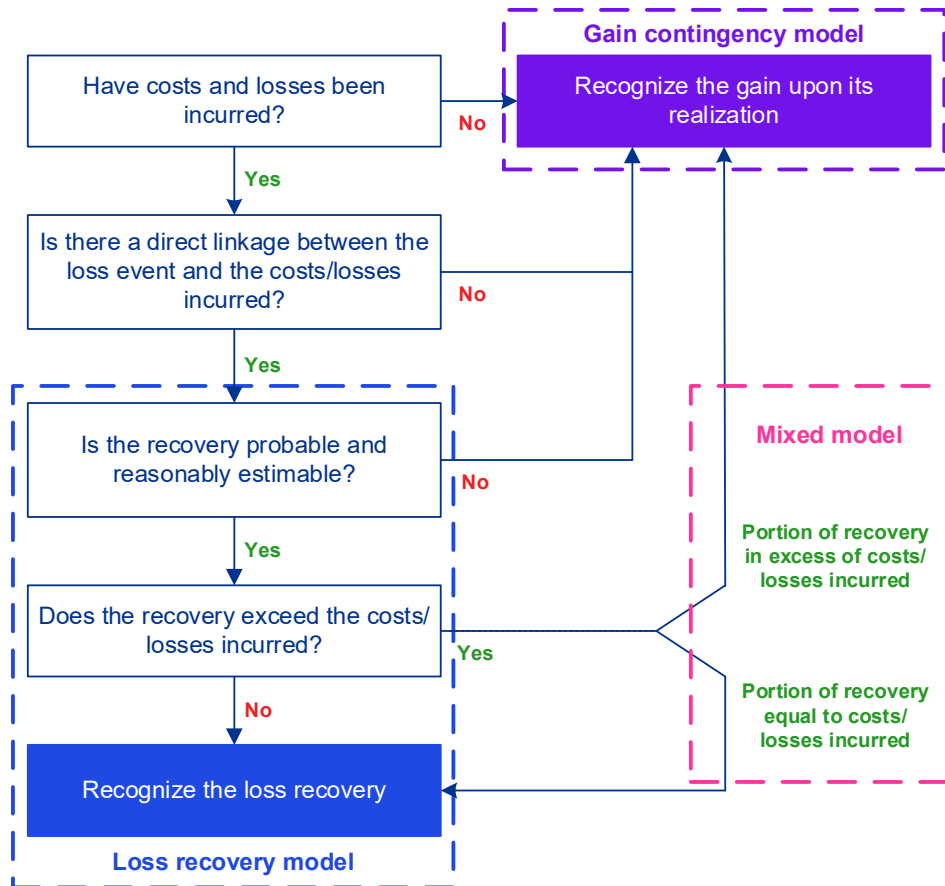 Gain contingency model
Have costs and losses been
incurred?
No
Recognize the gain upon its
realization
Yes
Is there a direct linkage between the
loss event and the costs/losses
incurred?
No
Yes
Is the recovery probable and
reasonably estimable?
No
Mixed model
Yes
Portion of recovery
in excess of costs/
losses incurred
Does the recovery exceed the costs/
losses incurred?
Yes
No
Portion of recovery
equal to costs/
losses incurred
Recognize the loss recovery
Loss recovery model